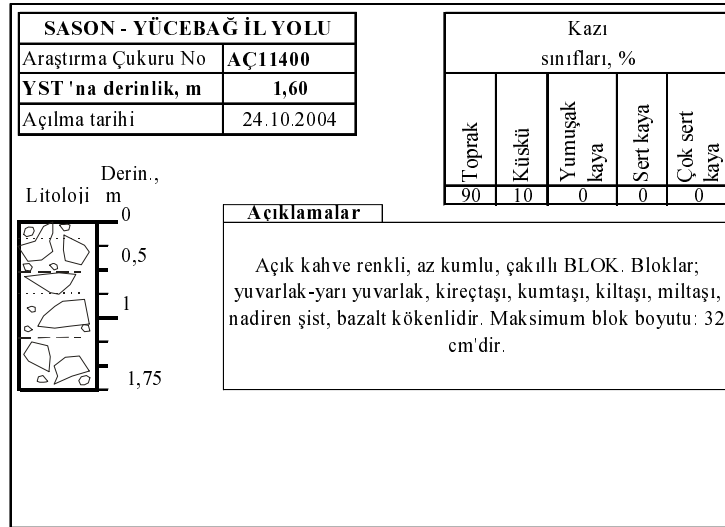 SASON - YÜCEBAĞ İL YOLU
Araştırma Çukuru No AÇ11400
YST 'na derinlik, m 1,60
Açılma tarihi 24.10.2004
Kazı
sınıfları, %
Toprak
Küskü
Yumuşak
kaya
Sert kaya
Çok sert
kaya
90 10 0 0 0
Derin.,
Litoloji m
0
0,5
1
1,75
Açıklamalar
Açık kahve renkli, az kumlu, çakıllı BLOK. Bloklar;
yuvarlak-yarı yuvarlak, kireçtaşı, kumtaşı, kiltaşı, miltaşı,
nadiren şist, bazalt kökenlidir. Maksimum blok boyutu: 32
cm'dir.